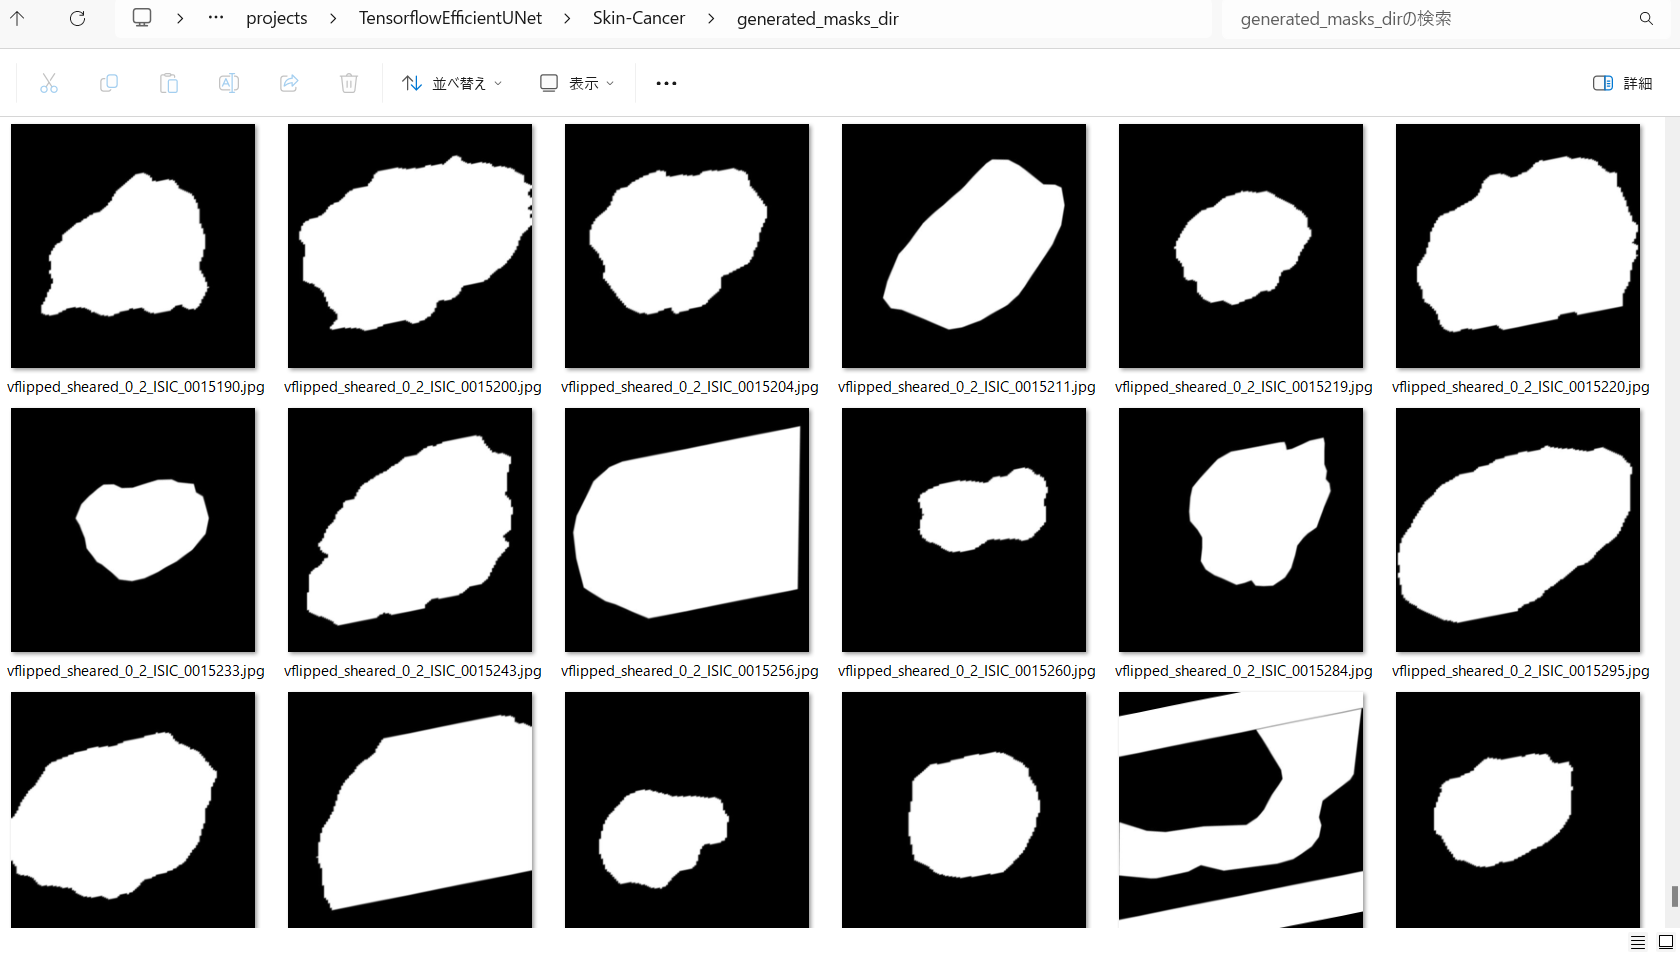 projects > TensorflowEfficientUNet > Skin-Cancer > generated_masks_dir
generated_masks_dirの検索
並べ替え
表示
詳細
vflipped_sheared_0_2_ISIC_0015190.jpg
vflipped_sheared_0_2_ISIC_0015200.jpg
vflipped_sheared_0_2_ISIC_0015204.jpg
vflipped_sheared_0_2_ISIC_0015211.jpg
vflipped_sheared_0_2_ISIC_0015219.jpg
vflipped_sheared_0_2_ISIC_0015220.jpg
vflipped_sheared_0_2_ISIC_0015233.jpg
vflipped_sheared_0_2_ISIC_0015243.jpg
vflipped_sheared_0_2_ISIC_0015256.jpg
vflipped_sheared_0_2_ISIC_0015260.jpg
vflipped_sheared_0_2_ISIC_0015284.jpg
vflipped_sheared_0_2_ISIC_0015295.jpg